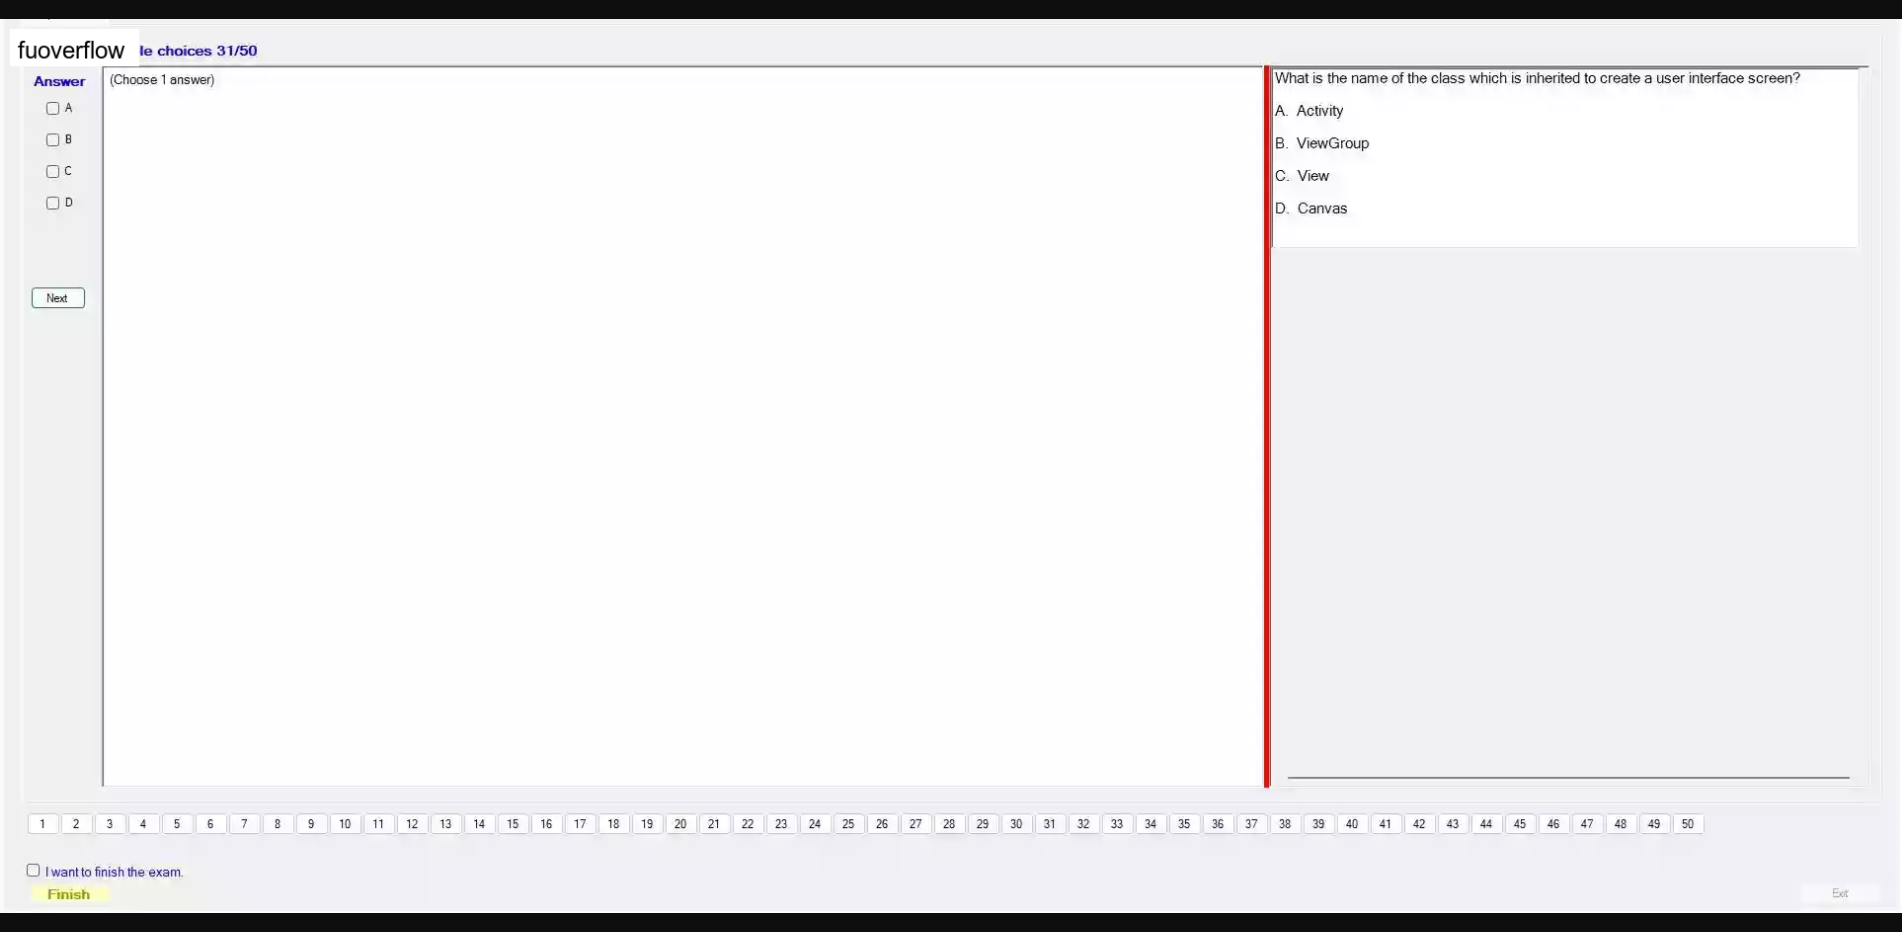 fuoverflow le choices 31/50
Answer
(Choose 1 answer)
A
B
C
D
Next
What is the name of the class which is inherited to create a user interface screen?
A. Activity
B. ViewGroup
C. View
D. Canvas
1 2 3 4 5 6 7 8 9 10 11 12 13 14 15 16 17 18 19 20 21 22 23 24 25 26 27 28 29 30 31 32 33 34 35 36 37 38 39 40 41 42 43 44 45 46 47 48 49 50
I want to finish the exam.
Finish
Exit